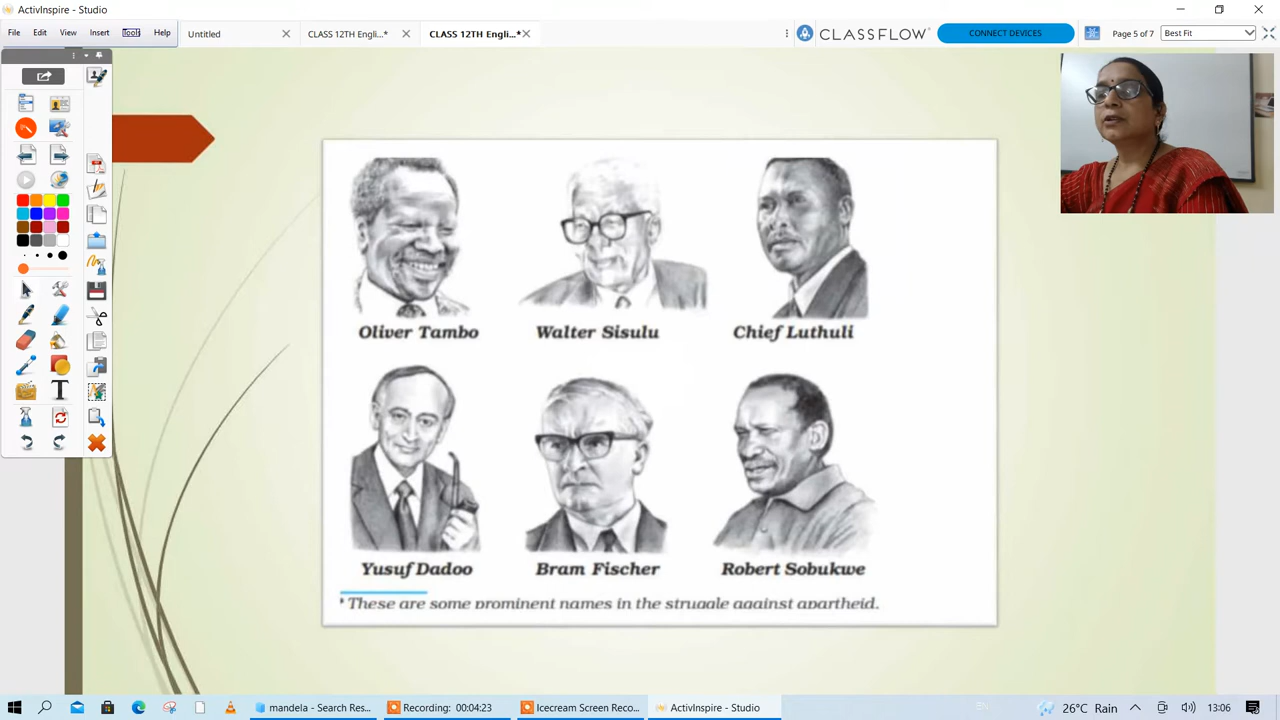 ActivInspire - Studio
File Edit View Insert Tools Help
Untitled
CLASS 12TH Engli...*
CLASS 12TH Engli...*
CLASSFLOW
CONNECT DEVICES
Page 5 of 7
Best Fit
Oliver Tambo Walter Sisulu Chief Luthuli
Yusuf Dadoo Bram Fischer Robert Sobukwe
These are some prominent names in the struggle against apartheid.
mandela - Search Res...
Recording: 00:04:23
Icecream Screen Reco...
ActivInspire - Studio
EN
26°C Rain
13:06